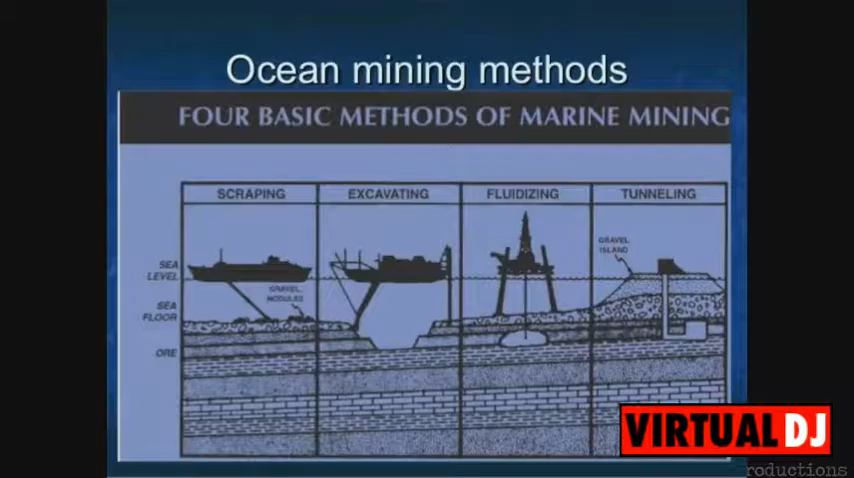 Ocean mining methods
FOUR BASIC METHODS OF MARINE MINING
SCRAPING
EXCAVATING
FLUIDIZING
TUNNELING
GRAVEL
ISLAND
SEA
LEVEL
GRAVEL,
NODULES
SEA
FLOOR
ORE
VIRTUAL DJ
roductions